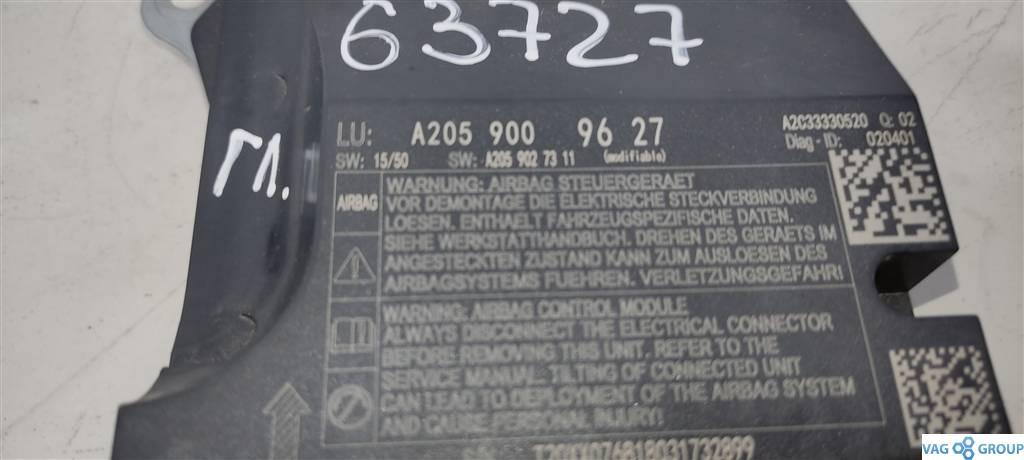 63727
ГЛ.
LU: A205 900 96 27
A2C33330520 Q: 02
SW: 15/50 SW: A205 902 73 11 (modifiable)
Diag-ID: 020401
AIRBAG
WARNUNG: AIRBAG STEUERGERAET
VOR DEMONTAGE DIE ELEKTRISCHE STECKVERBINDUNG
LOESEN. ENTHAELT FAHRZEUGSPEZIFISCHE DATEN.
SIEHE WERKSTATTHANDBUCH. DREHEN DES GERAETS IM
ANGESTECKTEN ZUSTAND KANN ZUM AUSLOESEN DES
AIRBAGSYSTEMS FUEHREN. VERLETZUNGSGEFAHR!
WARNING: AIRBAG CONTROL MODULE
ALWAYS DISCONNECT THE ELECTRICAL CONNECTOR
BEFORE REMOVING THIS UNIT. REFER TO THE
SERVICE MANUAL. TILTING OF CONNECTED UNIT
CAN LEAD TO DEPLOYMENT OF THE AIRBAG SYSTEM
AND CAUSE PERSONAL INJURY!
VAG GROUP